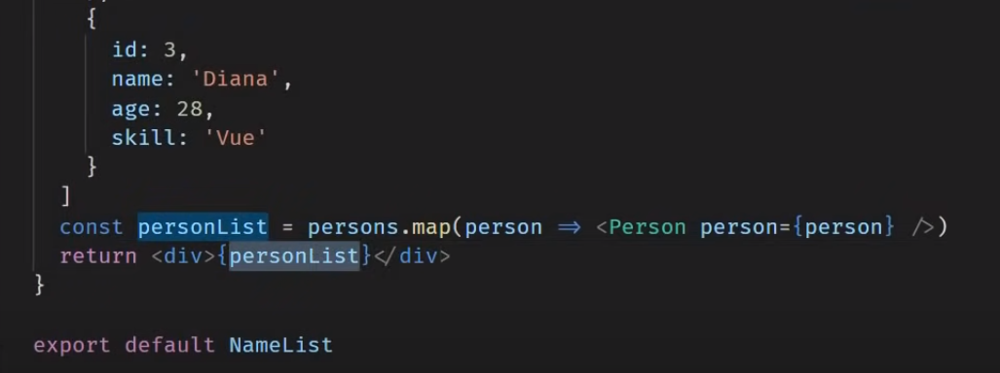 {
id: 3,
name: 'Diana',
age: 28,
skill: 'Vue'
}
]
const personList = persons.map(person => <Person person={person} />)
return <div>{personList}</div>
}
export default NameList